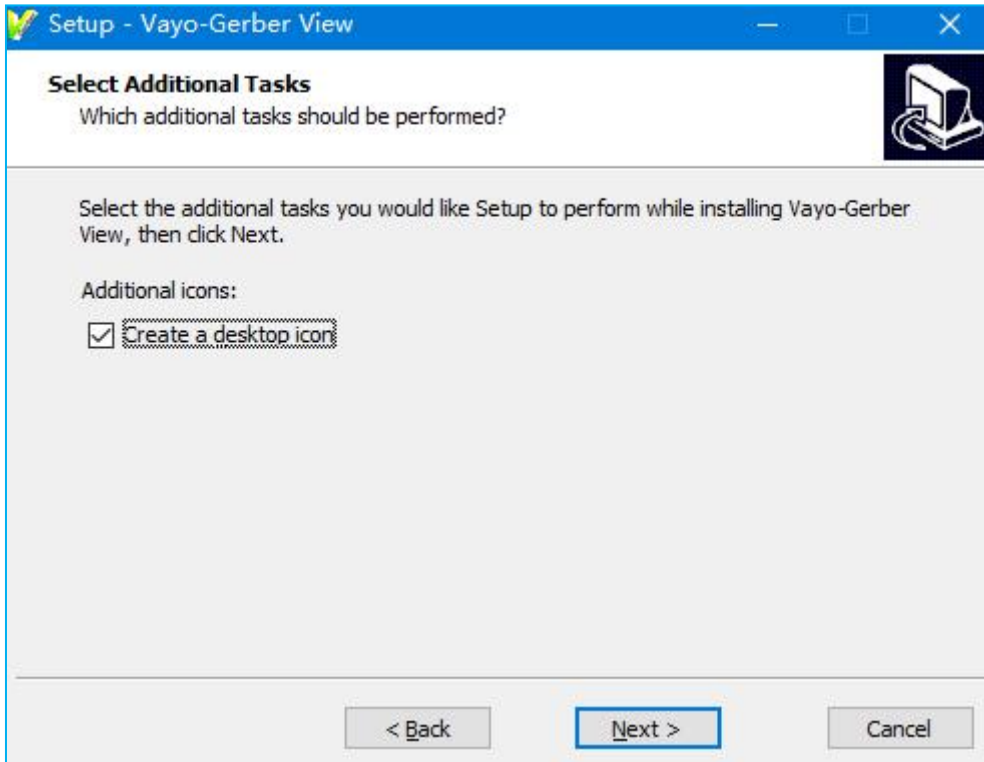 Setup - Vayo-Gerber View
Select Additional Tasks
Which additional tasks should be performed?
Select the additional tasks you would like Setup to perform while installing Vayo-Gerber
View, then click Next.
Additional icons:
Create a desktop icon
< Back
Next >
Cancel